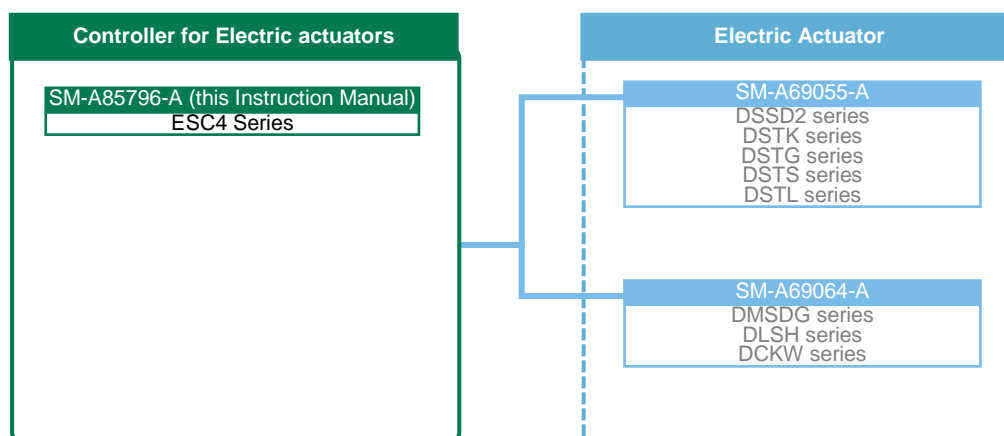 Controller for Electric actuators
SM-A85796-A (this Instruction Manual)
ESC4 Series
Electric Actuator
SM-A69055-A
DSSD2 series
DSTK series
DSTG series
DSTS series
DSTL series
SM-A69064-A
DMSDG series
DLSH series
DCKW series